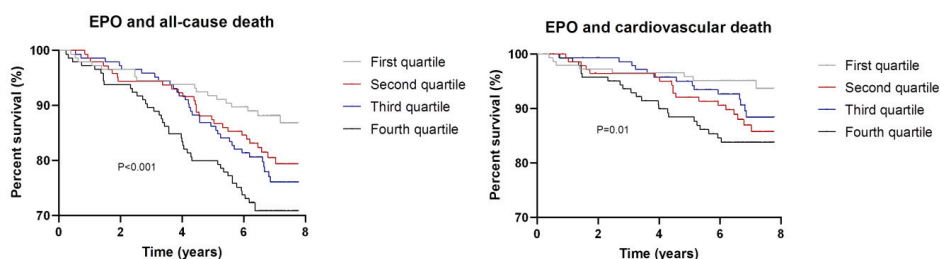 EPO and all-cause death
Percent survival (%)
100
90
80
70
0
2
4
6
8
Time (years)
P<0.001
First quartile
Second quartile
Third quartile
Fourth quartile
EPO and cardiovascular death
Percent survival (%)
100
90
80
70
0
2
4
6
8
Time (years)
P=0.01
First quartile
Second quartile
Third quartile
Fourth quartile